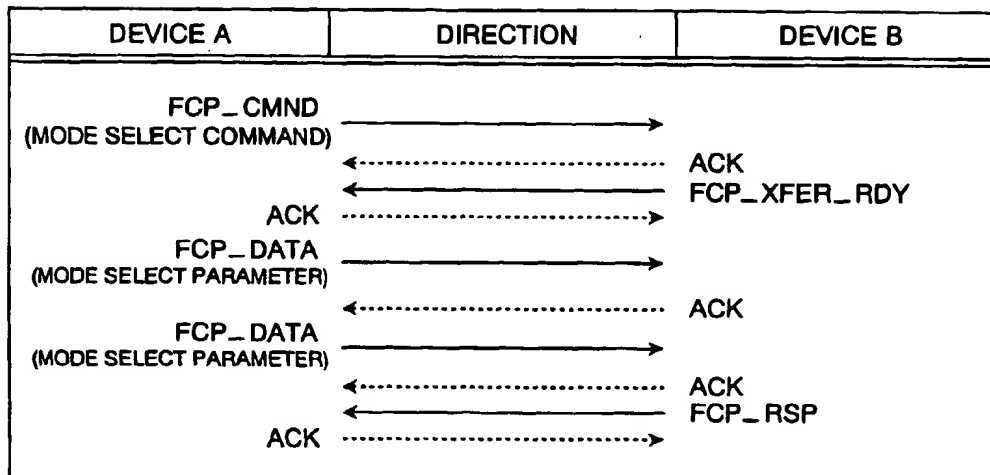 DEVICE A DIRECTION DEVICE B
FCP_CMND
(MODE SELECT COMMAND)
ACK
FCP_XFER_RDY
ACK
FCP_DATA
(MODE SELECT PARAMETER)
ACK
FCP_DATA
(MODE SELECT PARAMETER)
ACK
FCP_RSP
ACK